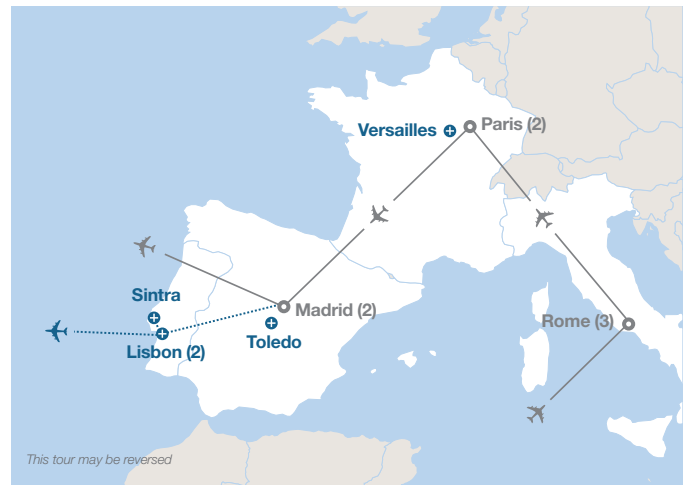 Versailles
Paris (2)
Sintra
Madrid (2)
Rome (3)
Lisbon (2)
Toledo
This tour may be reversed